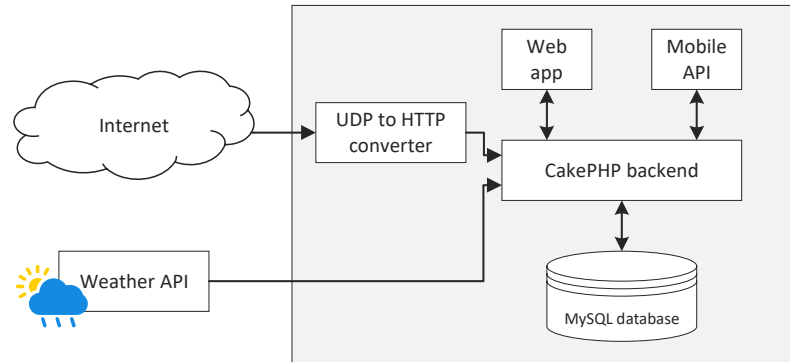 Web
app
Mobile
API
Internet
UDP to HTTP
converter
CakePHP backend
Weather API
MySQL database